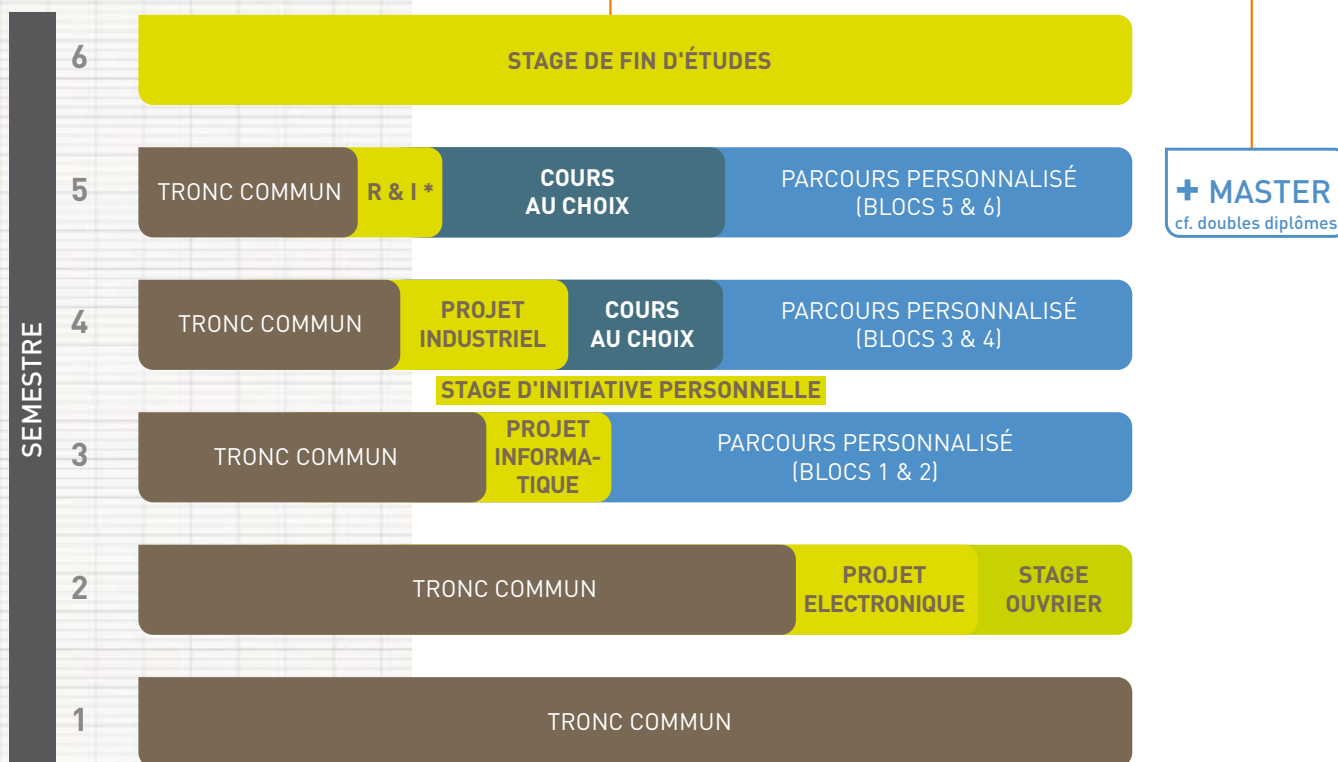 SEMESTRE
6
STAGE DE FIN D'ÉTUDES
5
TRONC COMMUN
R & I *
COURS
AU CHOIX
PARCOURS PERSONNALISÉ
(BLOCS 5 & 6)
+ MASTER
cf. doubles diplômes
4
TRONC COMMUN
PROJET
INDUSTRIEL
COURS
AU CHOIX
PARCOURS PERSONNALISÉ
(BLOCS 3 & 4)
STAGE D'INITIATIVE PERSONNELLE
3
TRONC COMMUN
PROJET
INFORMA-
TIQUE
PARCOURS PERSONNALISÉ
(BLOCS 1 & 2)
2
TRONC COMMUN
PROJET
ELECTRONIQUE
STAGE
OUVRIER
1
TRONC COMMUN